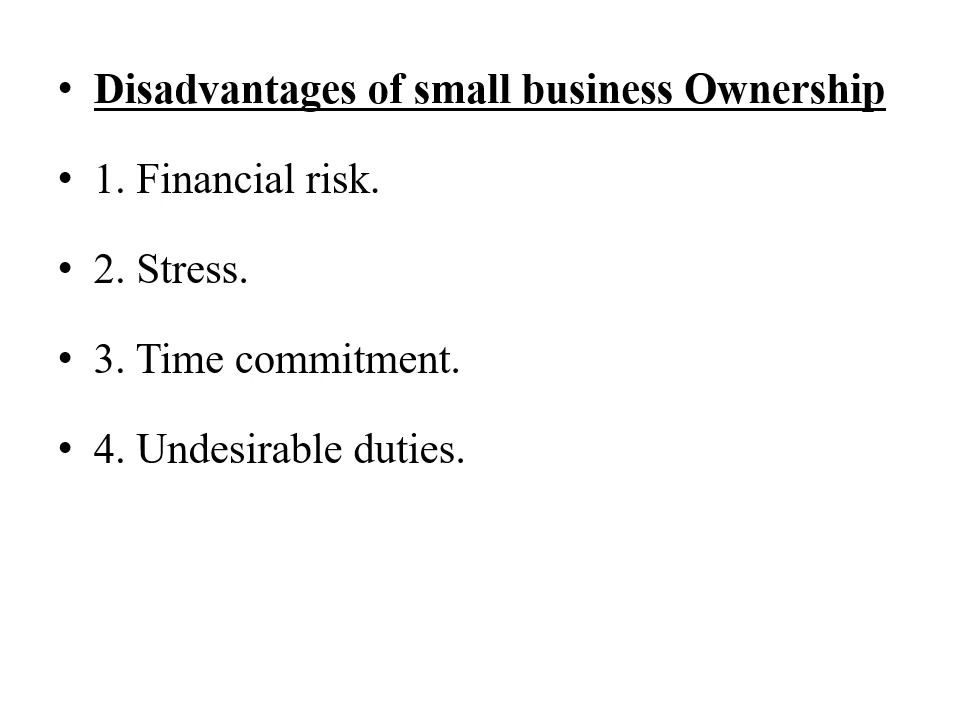 • Disadvantages of small business Ownership
• 1. Financial risk.
• 2. Stress.
• 3. Time commitment.
• 4. Undesirable duties.